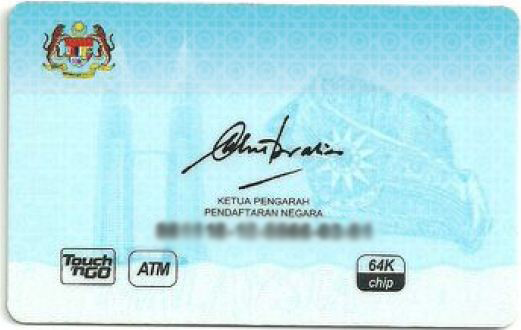 KETUA PENGARAH
PENDAFTARAN NEGARA
Touch
'nGO
ATM
64K
chip